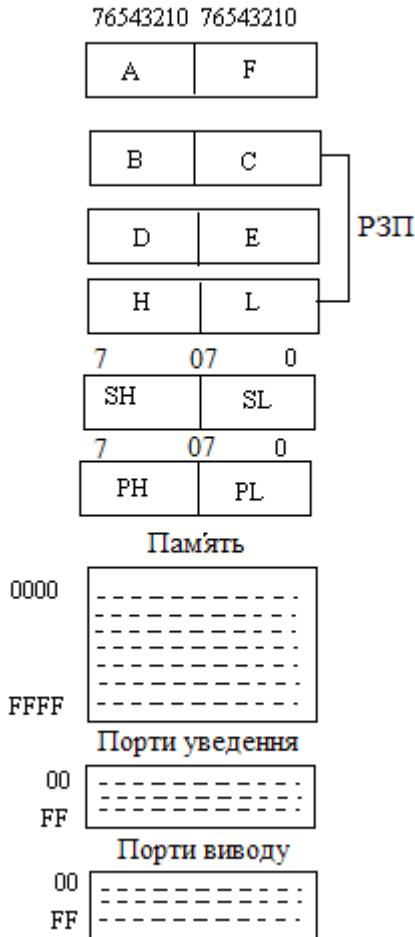 76543210 76543210
A F
B C
РЗП
D E
H L
7 07 0
SH SL
7 07 0
PH PL
Пам'ять
0000
FFFF
Порти уведення
00
FF
Порти виводу
00
FF